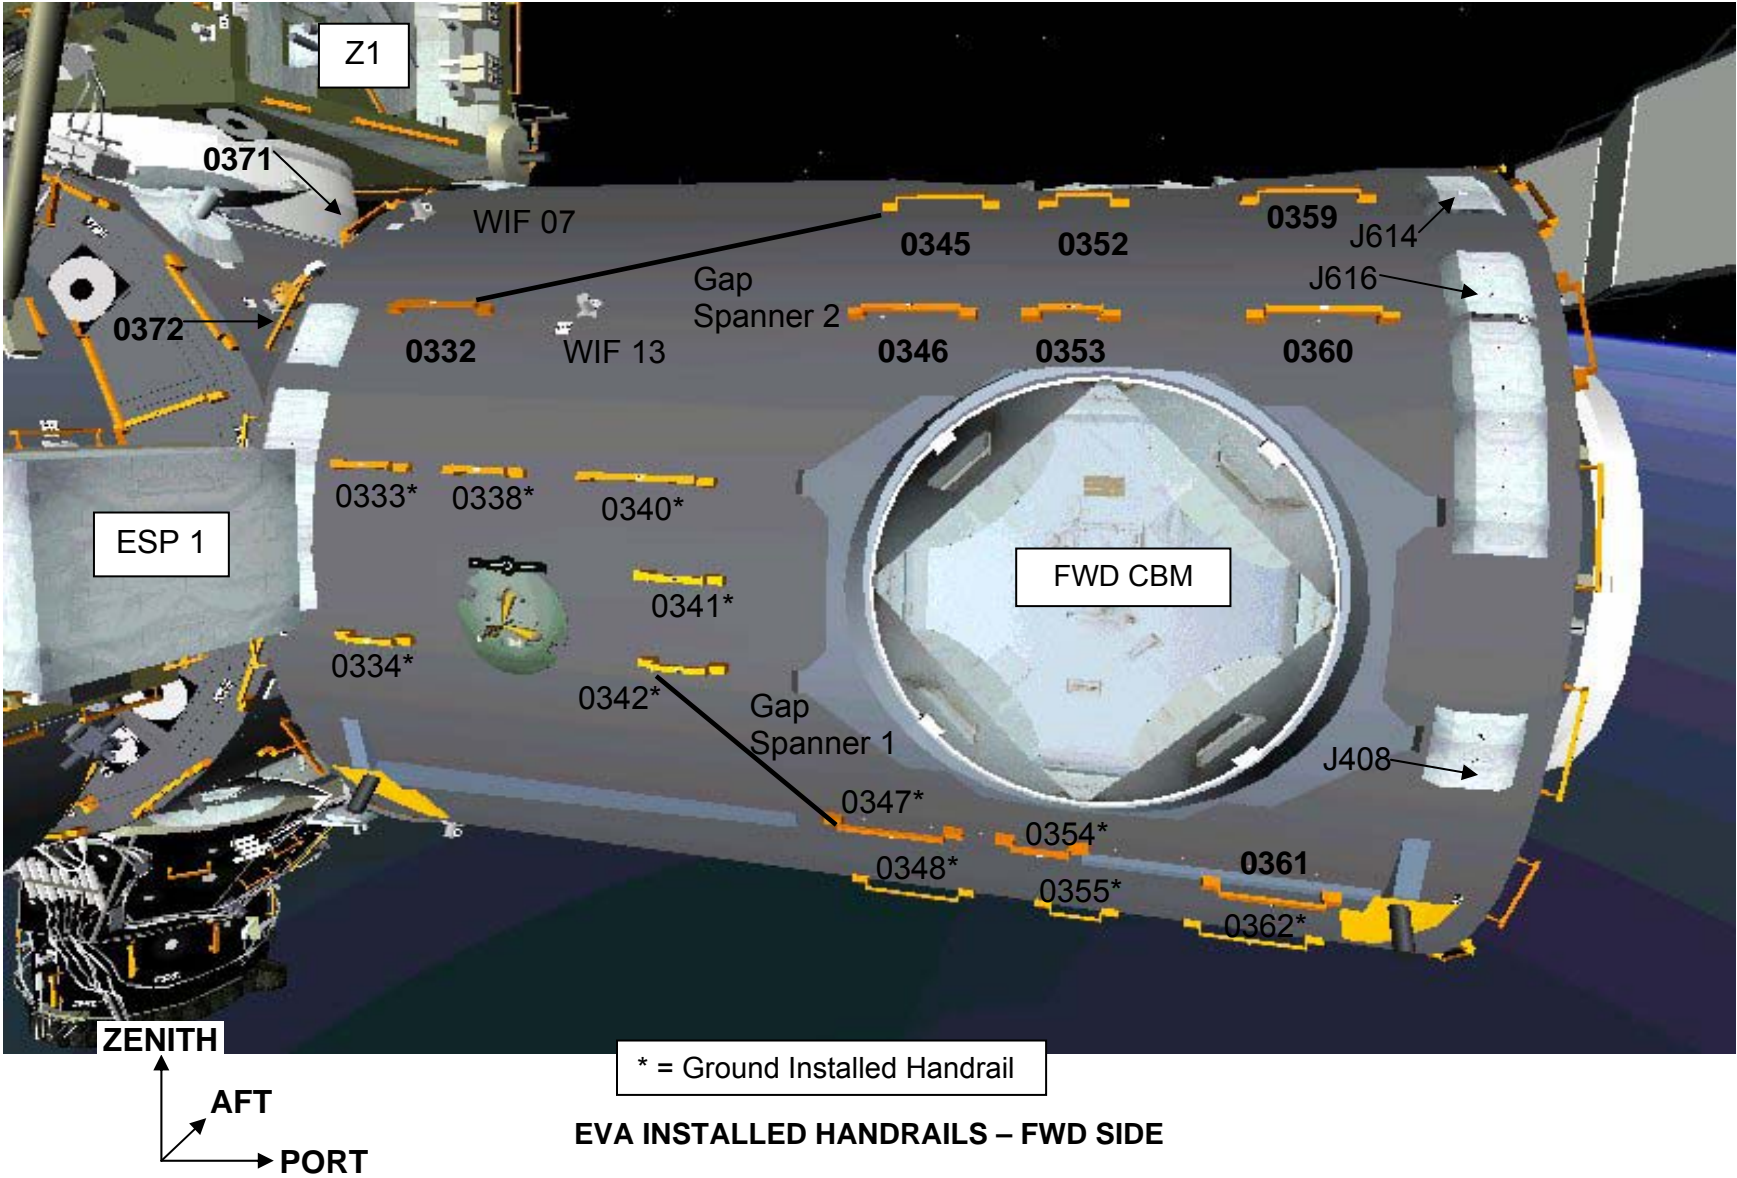 Z1
0371
WIF 07
0345
0352
0359
J614
Gap
Spanner 2
J616
0372
0332
WIF 13
0346
0353
0360
0333*
0338*
0340*
ESP 1
FWD CBM
0341*
0334*
0342*
Gap
Spanner 1
J408
0347*
0354*
0348*
0361
0355*
0362*
ZENITH
AFT
PORT
* = Ground Installed Handrail
EVA INSTALLED HANDRAILS – FWD SIDE